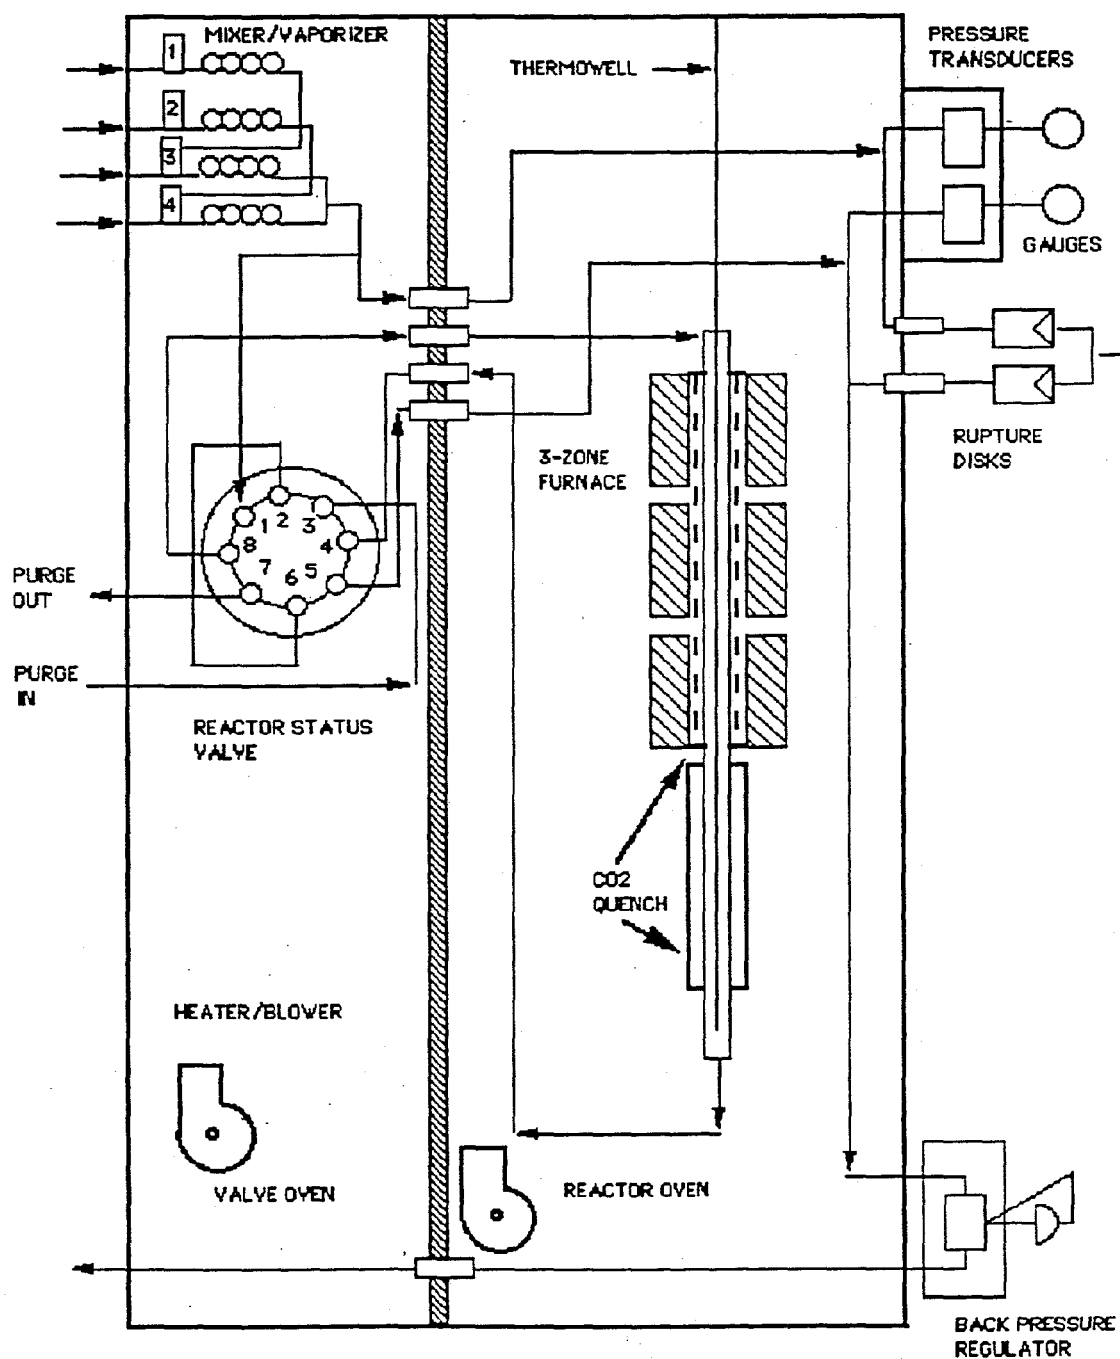 MIXER/VAPORIZER
1
2
3
4
THERMOWELL
PRESSURE
TRANSDUCERS
GAUGES
RUPTURE
DISKS
3-ZONE
FURNACE
1
2
3
4
5
6
7
8
PURGE
OUT
PURGE
IN
REACTOR STATUS
VALVE
CO2
QUENCH
HEATER/BLOWER
VALVE OVEN
REACTOR OVEN
BACK PRESSURE
REGULATOR